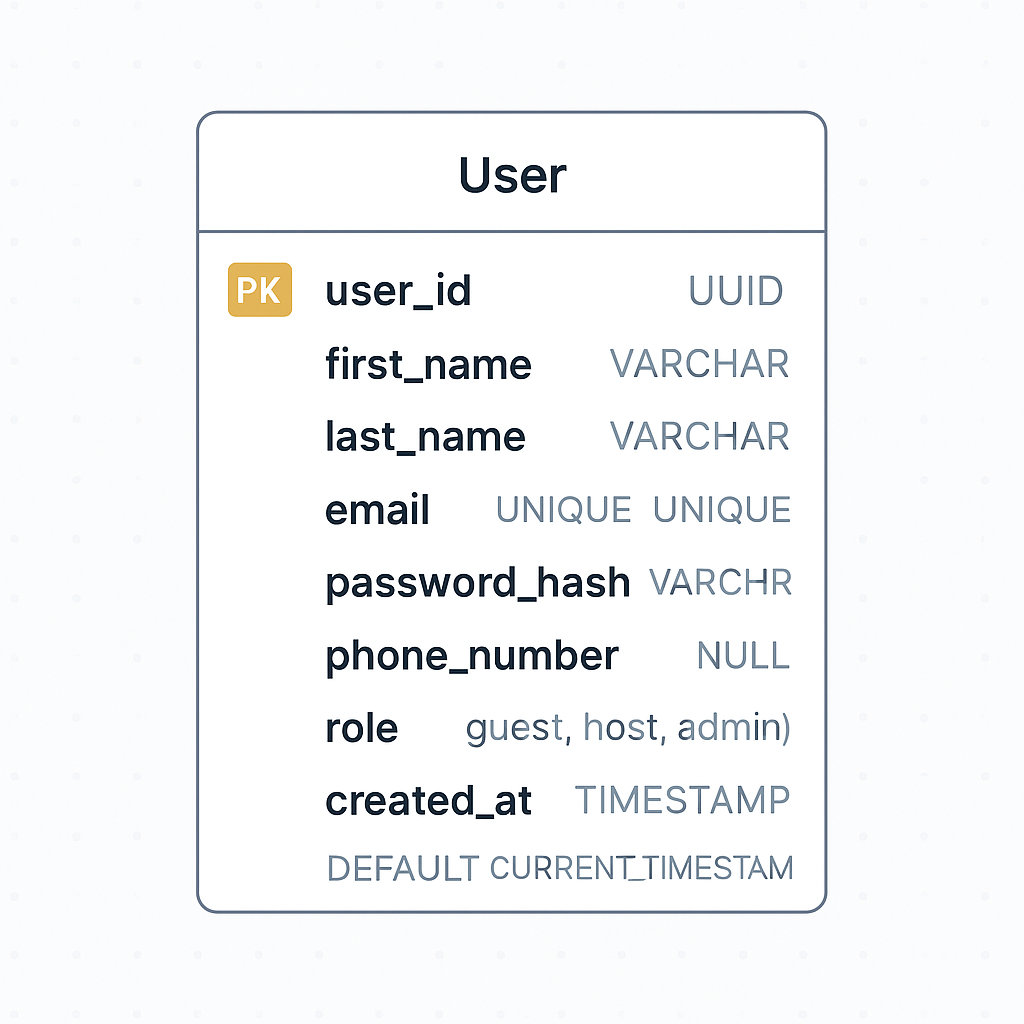 User
PK user_id UUID
first_name VARCHAR
last_name VARCHAR
email UNIQUE UNIQUE
password_hash VARCHR
phone_number NULL
role guest, host, admin)
created_at TIMESTAMP
DEFAULT CURRENT_TIMESTAM